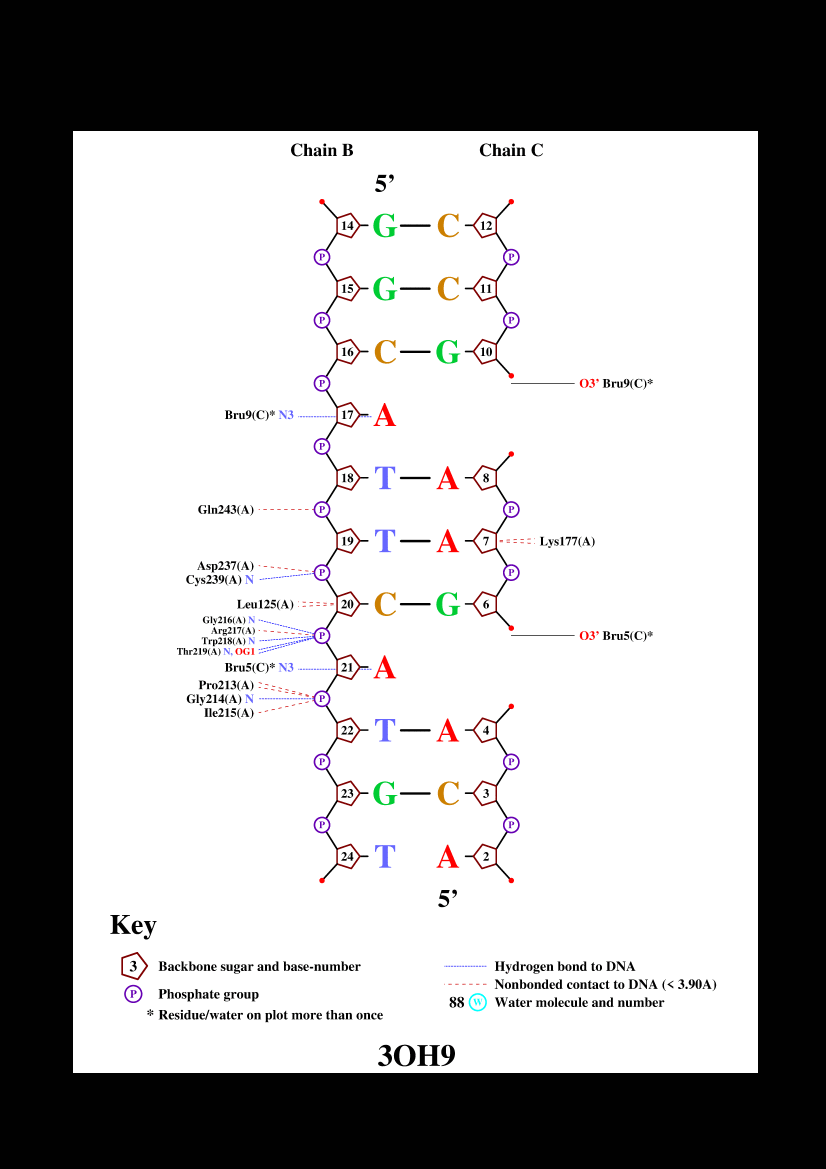 Chain B Chain C
5’
14 G C 12
P P
15 G C 11
P P
16 C G 10
P O3’ Bru9(C)*
Bru9(C)* N3 17 A
P
18 T A 8
Gln243(A) P P
19 T A 7 Lys177(A)
Asp237(A)
Cys239(A) N P P
Leu125(A) 20 C G 6
Gly216(A) N
Arg217(A)
Trp218(A) N P O3’ Bru5(C)*
Thr219(A) N, OG1
Bru5(C)* N3 21 A
Pro213(A)
Gly214(A) N P
Ile215(A)
22 T A 4
P P
23 G C 3
P P
24 T A 2
5’
Key
3 Backbone sugar and base-number
P Phosphate group
* Residue/water on plot more than once
Hydrogen bond to DNA
Nonbonded contact to DNA (< 3.90A)
88 W Water molecule and number
3OH9